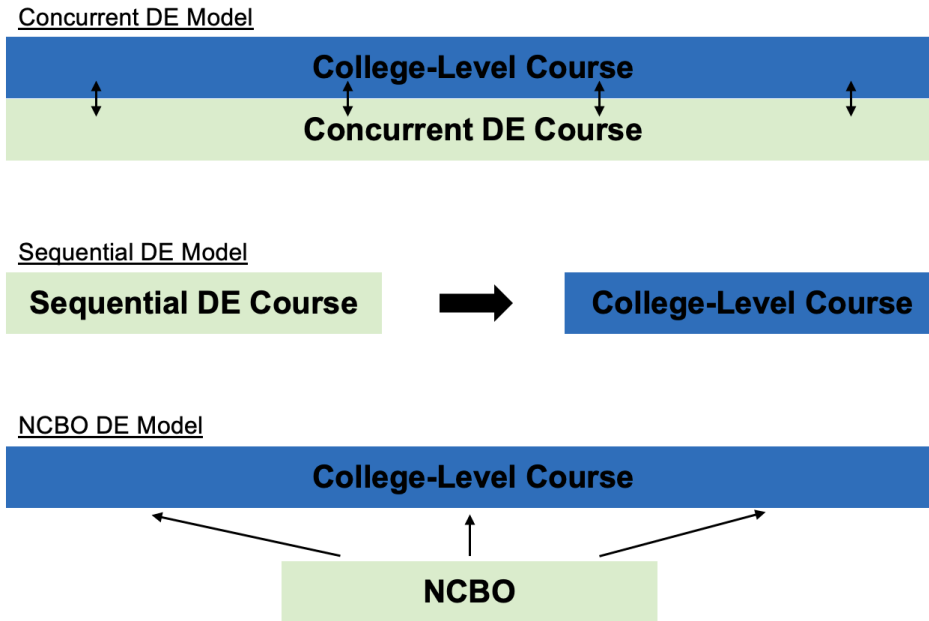 Concurrent DE Model
College-Level Course
Concurrent DE Course
Sequential DE Model
Sequential DE Course
College-Level Course
NCBO DE Model
College-Level Course
NCBO